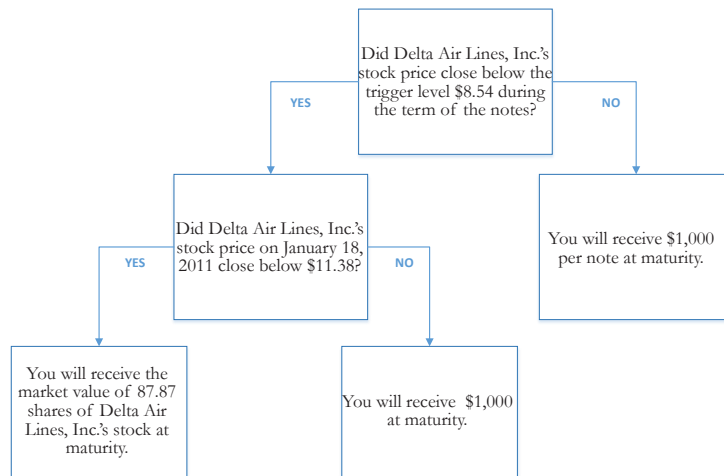 Did Delta Air Lines, Inc.'s
stock price close below the
trigger level $8.54 during
the term of the notes?
YES
NO
Did Delta Air Lines, Inc.'s
stock price on January 18,
2011 close below $11.38?
You will receive $1,000
per note at maturity.
YES
NO
You will receive the
market value of 87.87
shares of Delta Air
Lines, Inc.'s stock at
maturity.
You will receive $1,000
at maturity.